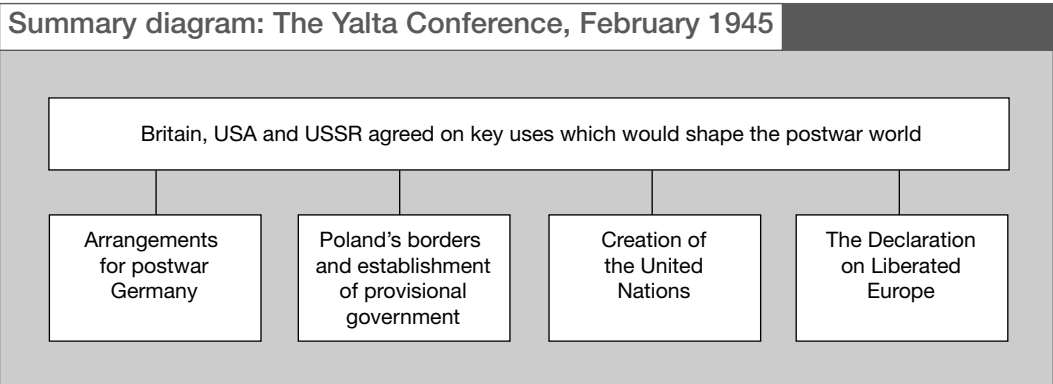 Summary diagram: The Yalta Conference, February 1945
Britain, USA and USSR agreed on key uses which would shape the postwar world
Arrangements
for postwar
Germany
Poland's borders
and establishment
of provisional
government
Creation of
the United
Nations
The Declaration
on Liberated
Europe